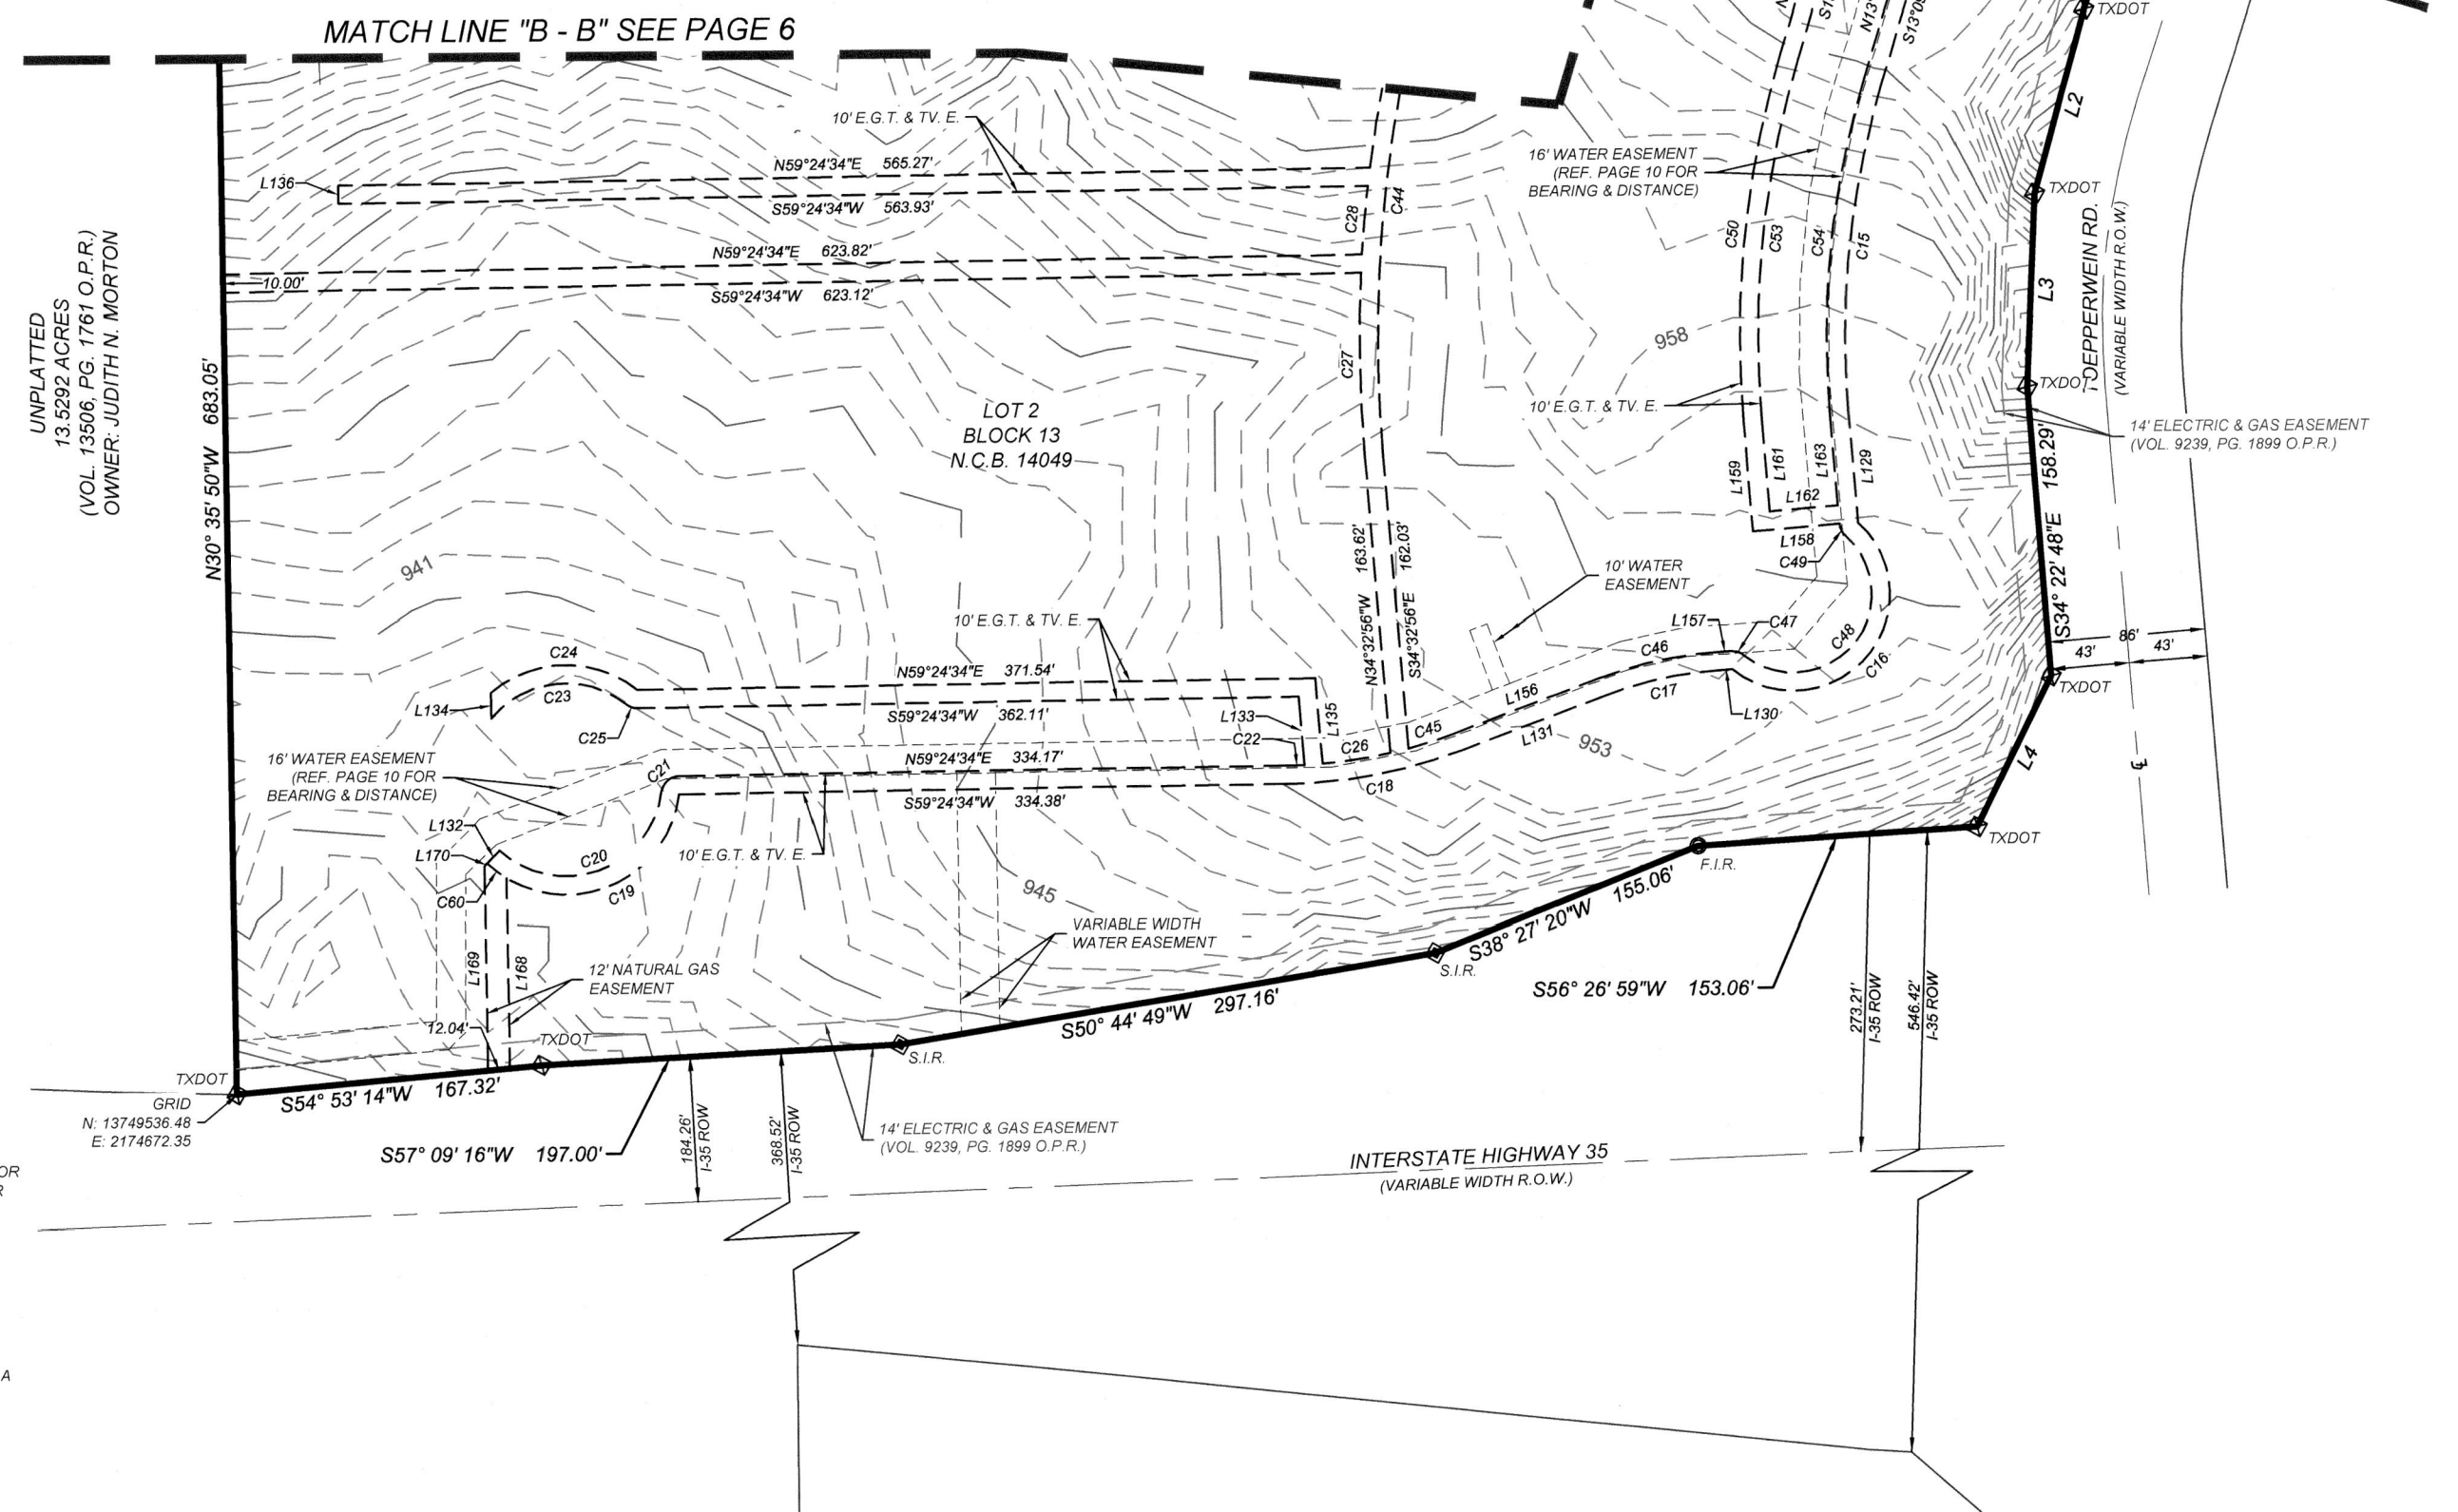 MATCH LINE "B - B" SEE PAGE 6
TXDOT
L2
10' E.G.T. & TV. E.
N59°24'34"E 565.27'
L136
S59°24'34"W 563.93'
C28
C44
16' WATER EASEMENT
(REF. PAGE 10 FOR
BEARING & DISTANCE)
TXDOT
N59°24'34"E 623.82'
10.00'
S59°24'34"W 623.12'
C50
C53
C54
C15
L3
TOEPPERWEIN RD.
(VARIABLE WIDTH R.O.W.)
UNPLATTED
13.5292 ACRES
(VOL. 13506, PG. 1761 O.P.R.)
OWNER: JUDITH N. MORTON
N30° 35' 50"W 683.05'
C27
958
TXDOT
10' E.G.T. & TV. E.
LOT 2
BLOCK 13
N.C.B. 14049
14' ELECTRIC & GAS EASEMENT
(VOL. 9239, PG. 1899 O.P.R.)
L159
L161
L163
L129
L162
L158
C49
S34° 22' 48"E 158.29'
941
N34°32'56"W 163.62'
S34°32'56"E 162.03'
10' WATER
EASEMENT
10' E.G.T. & TV. E.
L157
C47
C48
C16
C46
C17
86'
43'
43'
TXDOT
C24
C23
L134
C25
N59°24'34"E 371.54'
S59°24'34"W 362.11'
L133
L135
C22
C26
C45
L156
L131
L130
953
L4
℄
16' WATER EASEMENT
(REF. PAGE 10 FOR
BEARING & DISTANCE)
C21
N59°24'34"E 334.17'
S59°24'34"W 334.38'
C18
L132
L170
C20
C19
C60
10' E.G.T. & TV. E.
TXDOT
F.I.R.
945
S38° 27' 20"W 155.06'
VARIABLE WIDTH
WATER EASEMENT
L169
L168
12' NATURAL GAS
EASEMENT
S.I.R.
S56° 26' 59"W 153.06'
273.21'
I-35 ROW
546.42'
I-35 ROW
12.04'
TXDOT
S50° 44' 49"W 297.16'
S.I.R.
TXDOT
S54° 53' 14"W 167.32'
GRID
N: 13749536.48
E: 2174672.35
S57° 09' 16"W 197.00'
184.26'
I-35 ROW
368.52'
I-35 ROW
14' ELECTRIC & GAS EASEMENT
(VOL. 9239, PG. 1899 O.P.R.)
INTERSTATE HIGHWAY 35
(VARIABLE WIDTH R.O.W.)
OR
A